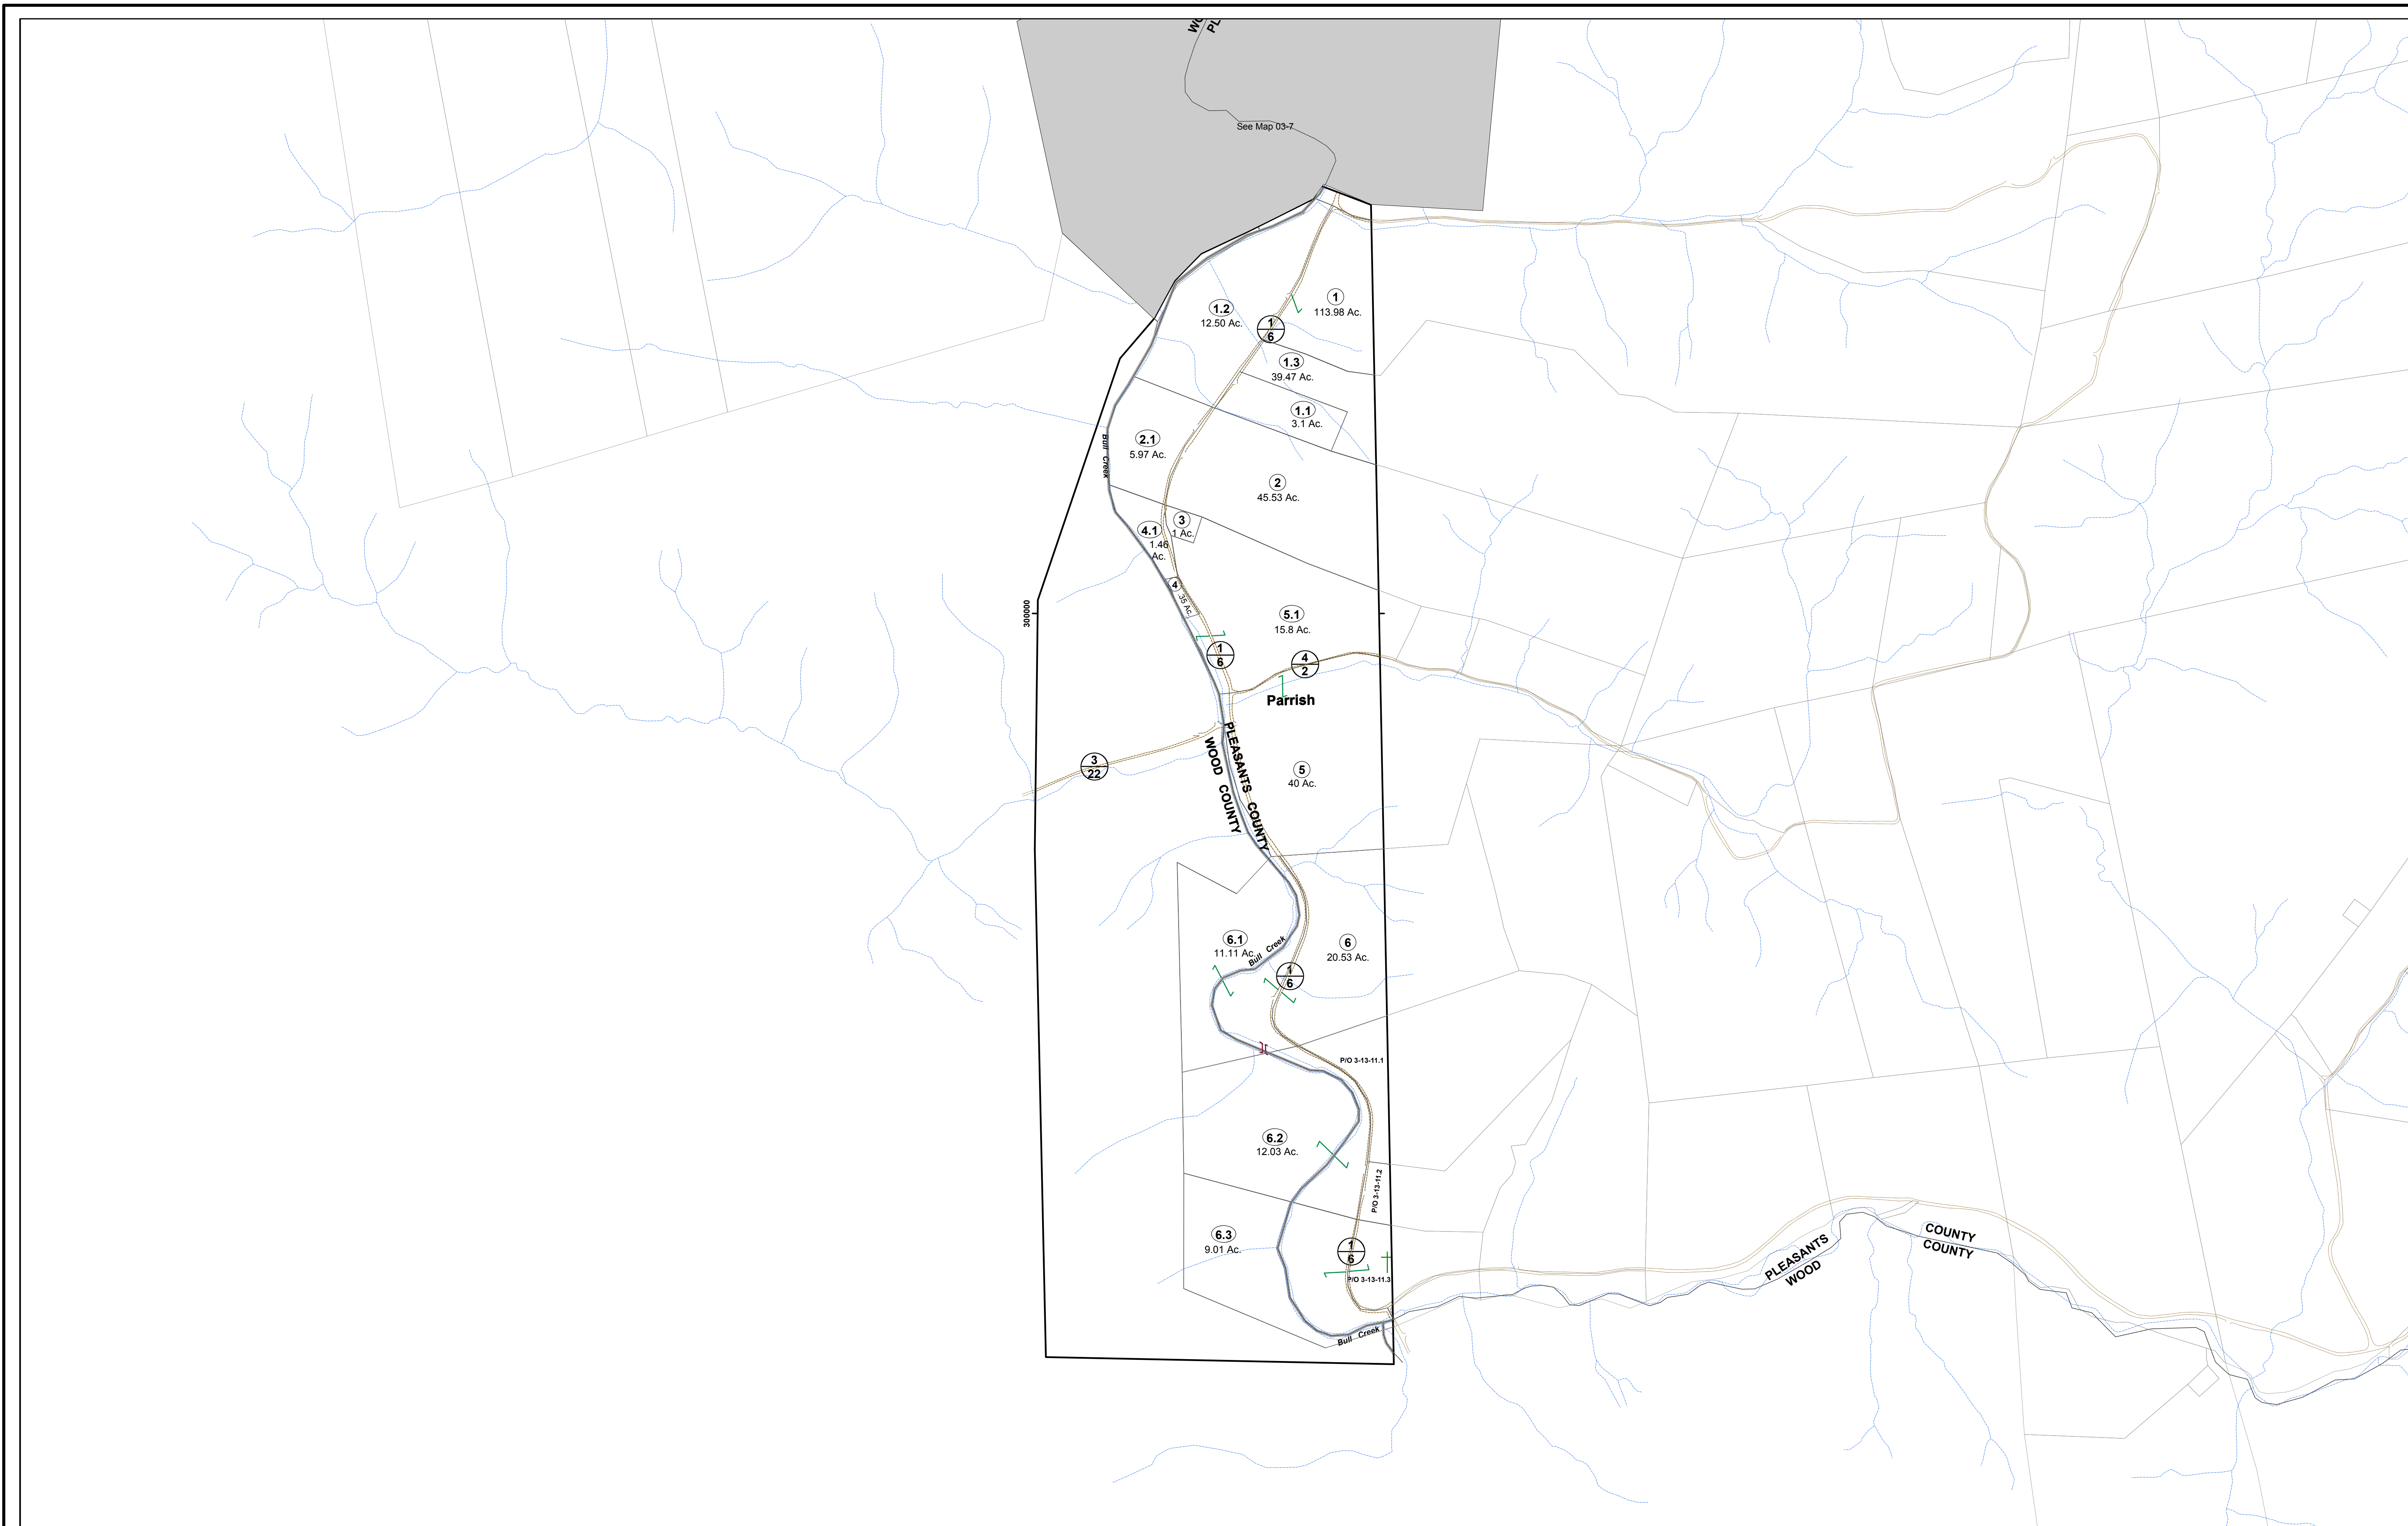 See Map 03-7
1
113.98 Ac.
1.2
12.50 Ac.
1
6
1.3
39.47 Ac.
1.1
3.1 Ac.
2.1
5.97 Ac.
Bull Creek
2
45.53 Ac.
3
1 Ac.
4.1
1.46
Ac.
4
.35 Ac.
30000
5.1
15.8 Ac.
1
6
4
2
Parrish
3
22
WOOD COUNTY
PLEASANTS COUNTY
5
40 Ac.
6.1
11.11 Ac.
Bull Creek
6
20.53 Ac.
1
6
P/O 3-13-11.1
6.2
12.03 Ac.
P/O 3-13-11.2
6.3
9.01 Ac.
1
6
P/O 3-13-11.3
Bull Creek
PLEASANTS COUNTY
WOOD COUNTY